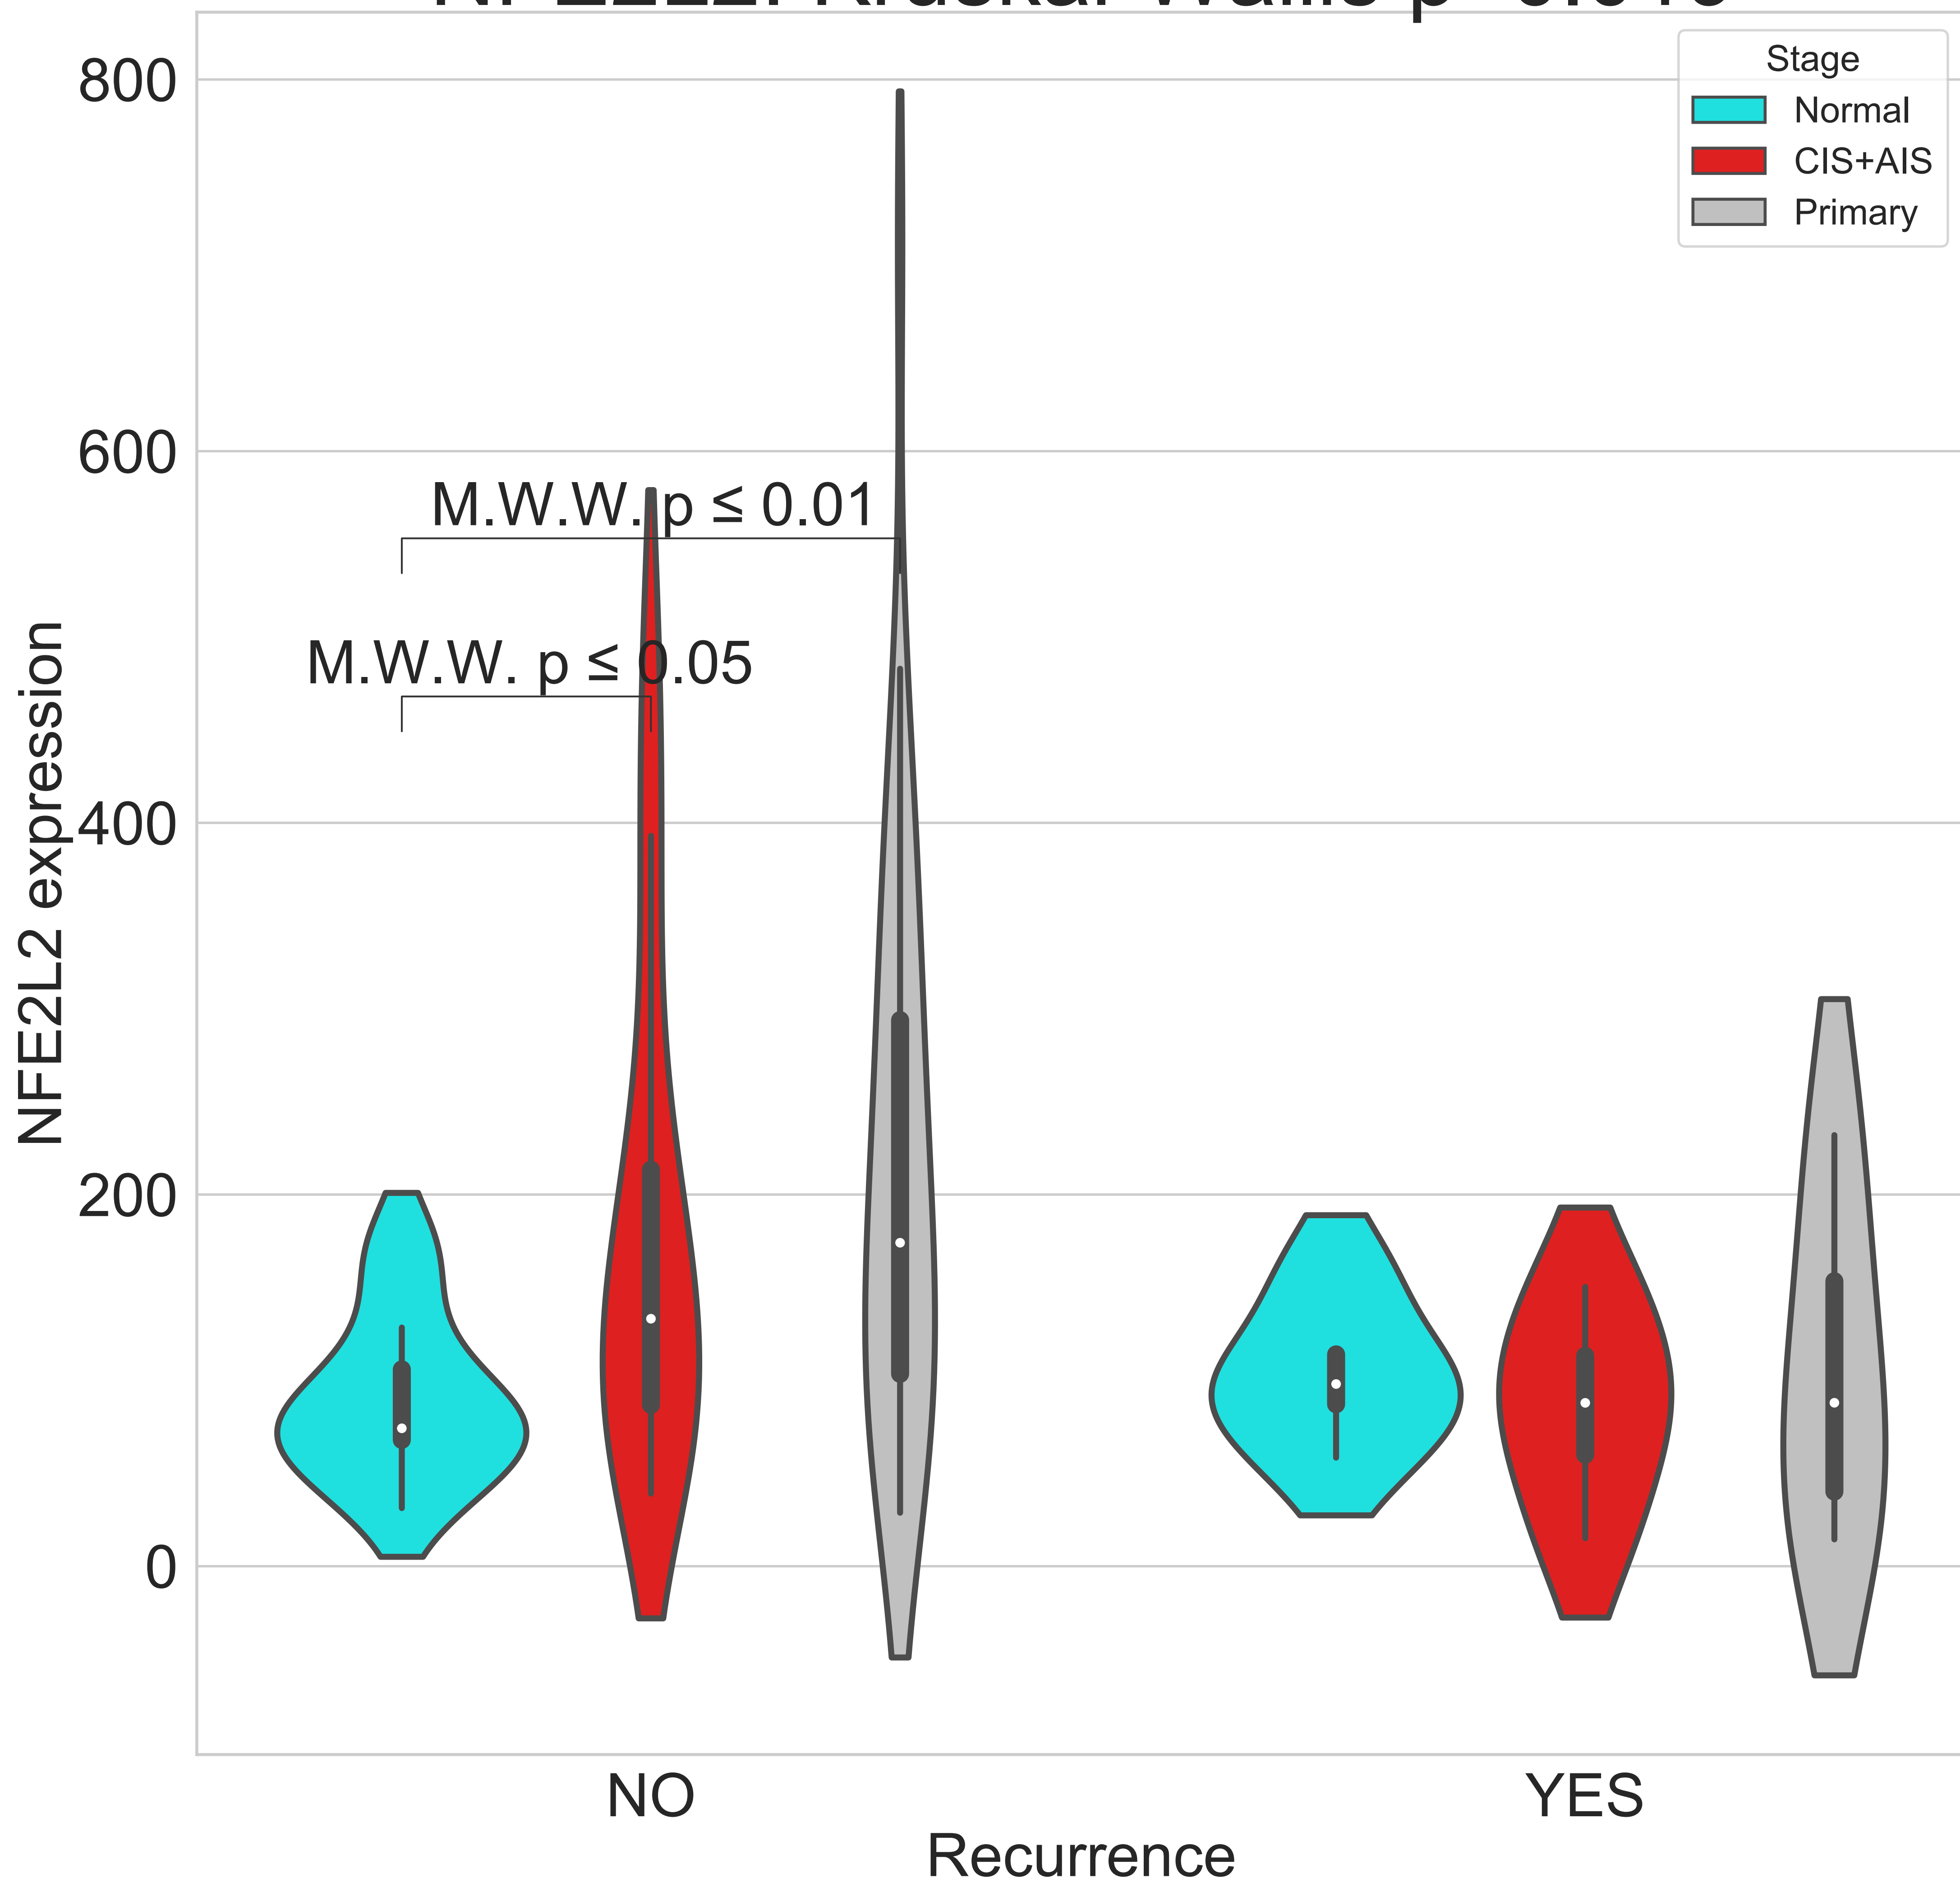 800
600
400
200
0
NFE2L2 expression
Stage
Normal
CIS+AIS
Primary
M.W.W. p ≤ 0.01
M.W.W. p ≤ 0.05
NO
YES
Recurrence